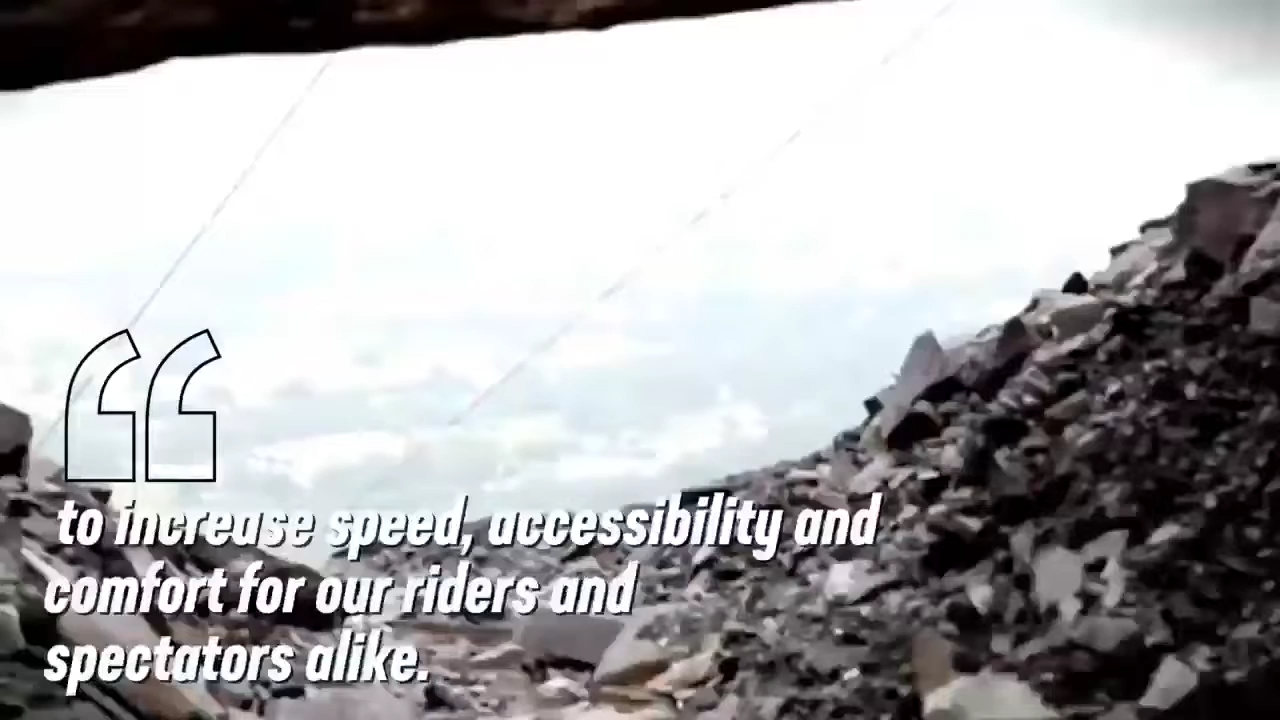 “
to increase speed, accessibility and
comfort for our riders and
spectators alike.